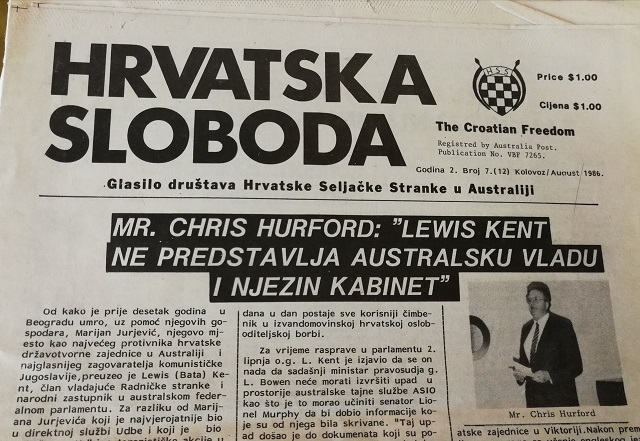 HRVATSKA
SLOBODA
HSS
Price $1.00
Cijena $1.00
The Croatian Freedom
Registered by Australia Post.
Publication No. VBF 7265.
Godina 2. Broj 7.(12) Kolovoz/August 1986.
Glasilo društava Hrvatske Seljačke Stranke u Australiji
MR. CHRIS HURFORD: "LEWIS KENT
NE PREDSTAVLJA AUSTRALSKU VLADU
I NJEZIN KABINET"
Od kako je prije desetak godina u
Beogradu umro, uz pomoć njegovih go-
spodara, Marijan Jurjević, njegovo mje-
sto kao najvećeg protivnika hrvatske
državotvorne zajednice u Australiji i
najglasnijeg zagovaratelja komunističke
Jugoslavije,preuzeo je Lewis (Bata) Ke-
nt, član vladajuće Radničke stranke i
narodni zastupnik u australskom feder-
alnom parlamentu. Za razliku od Marij-
ana Jurjevića koji je najvjerojatnije bio
u direktnoj službi Udbe i koji je bio
dana u dan postaje sve korisniji čimbe-
nik u izvandomovinskoj hrvatskoj oslob-
oditeljskoj borbi.
Za vrijeme rasprave u parlamentu 2.
lipnja o.g. L. Kent je izjavio da se on
nada da sadašnji ministar pravosudja g.
L. Bowen neće morati izvršiti upad u
prostorije australske tajne službe ASIO
kao što je to morao učiniti senator Lio-
nel Murphy da bi dobio informacije ko-
je su od njega bila skrivane. "Taj up-
ad došao je do dokumenata koji su po-
Mr. Chris Hurford
atske zajednice u Viktoriji.Nakon prem-